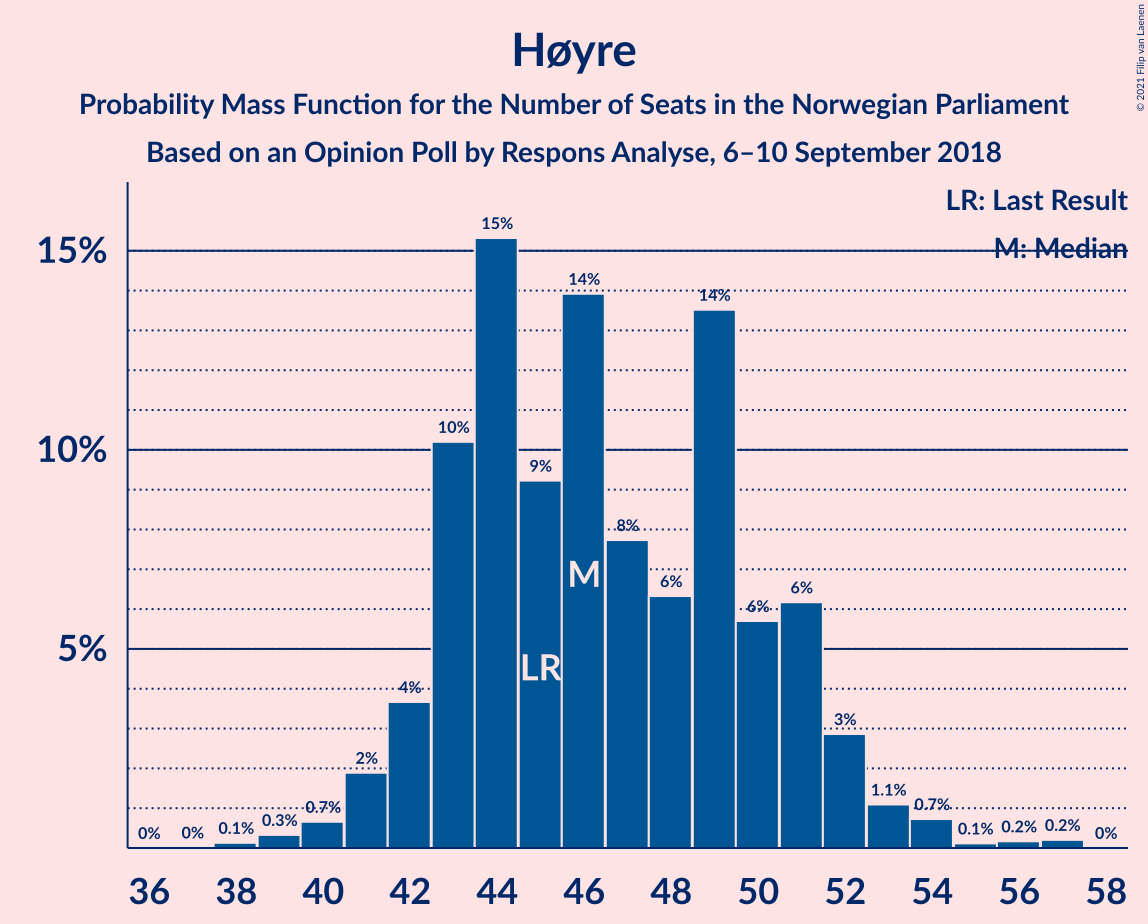 Høyre
Probability Mass Function for the Number of Seats in the Norwegian Parliament
Based on an Opinion Poll by Respons Analyse, 6–10 September 2018
© 2021 Filip van Laenen
LR: Last Result
M: Median
15%
10%
5%
0%
0%
0.1%
0.3%
0.7%
2%
4%
10%
15%
9%
14%
8%
6%
14%
6%
6%
3%
1.1%
0.7%
0.1%
0.2%
0.2%
0%
LR
M
36 38 40 42 44 46 48 50 52 54 56 58